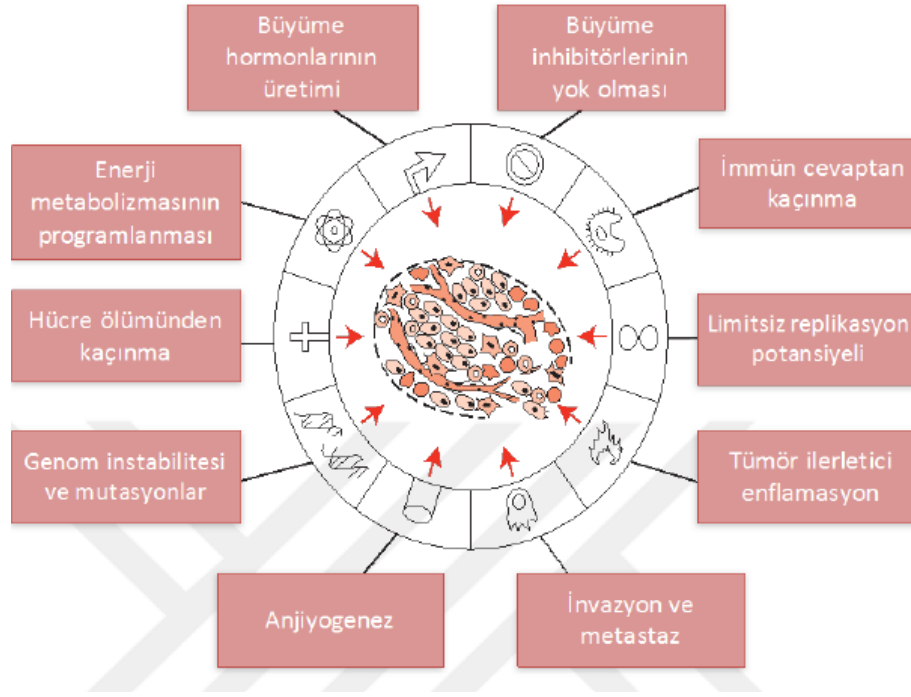 Büyüme
hormonlarının
üretimi
Büyüme
inhibitörlerinin
yok olması
Enerji
metabolizmasının
programlanması
İmmün cevaptan
kaçınma
Hücre ölümünden
kaçınma
Limitsiz replikasyon
potansiyeli
Genom instabilitesi
ve mutasyonlar
Tümör ilerletici
enflamasyon
Anjiyogenez
İnvazyon ve
metastaz